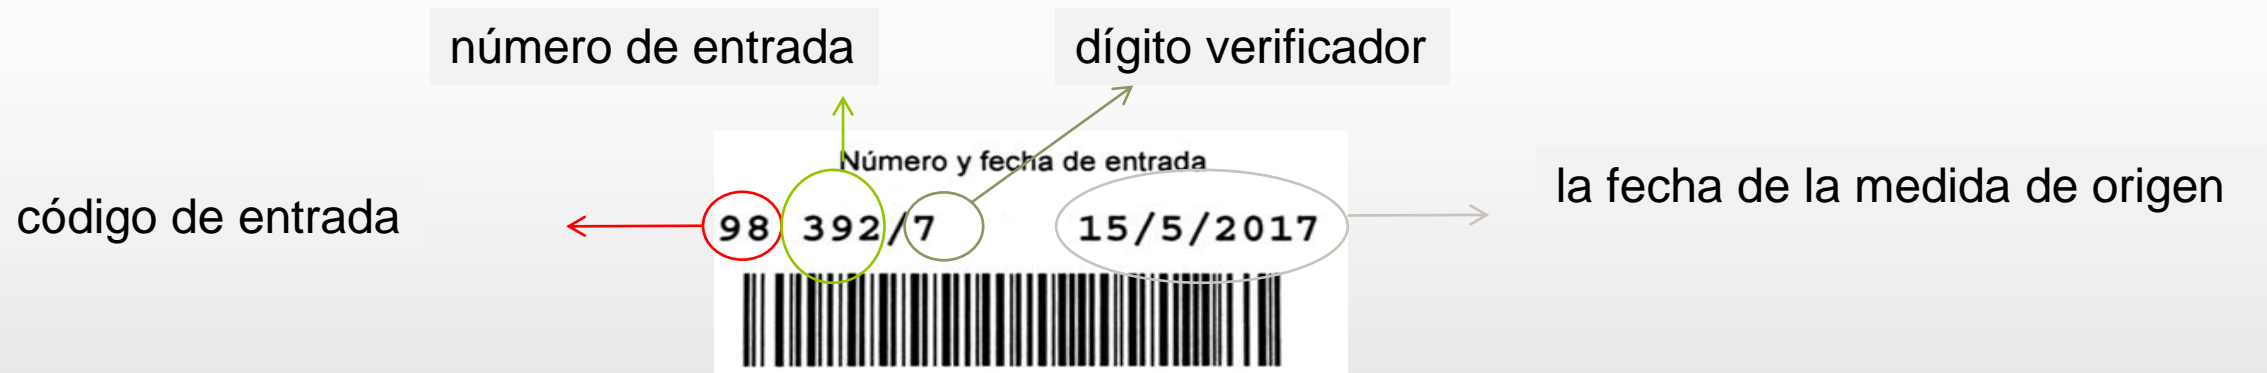 número de entrada
dígito verificador
Número y fecha de entrada
código de entrada
98 392/7 15/5/2017
la fecha de la medida de origen